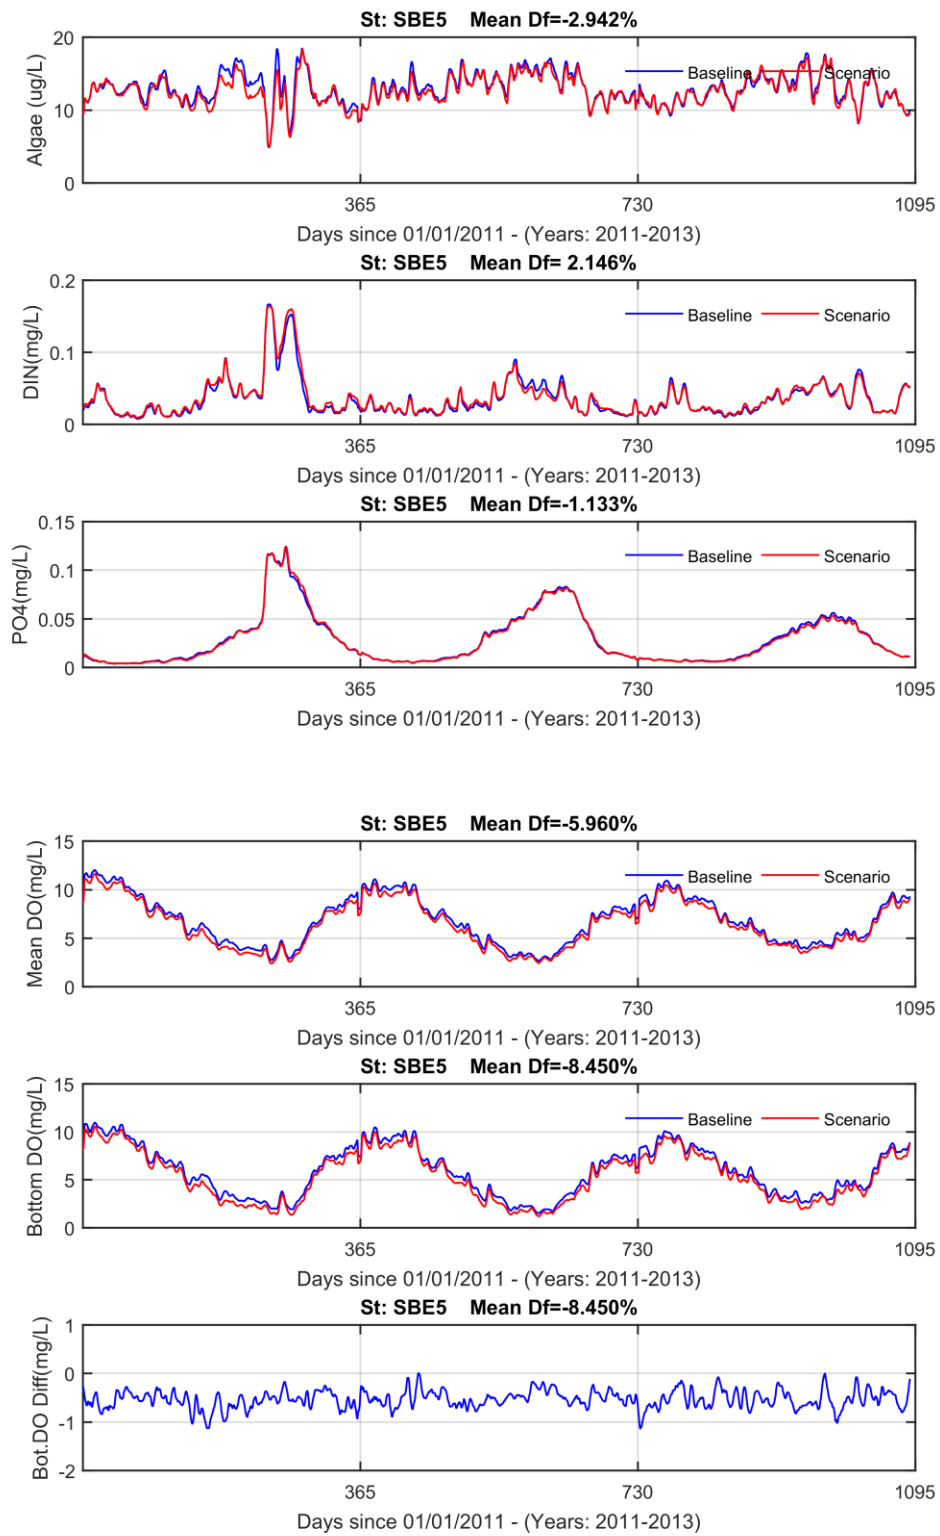 St: SBE5 Mean Df=-2.942%
20
10
0
Algae (ug/L)
Baseline Scenario
365 730 1095
Days since 01/01/2011 - (Years: 2011-2013)
St: SBE5 Mean Df= 2.146%
0.2
0.1
0
DIN(mg/L)
Baseline Scenario
365 730 1095
Days since 01/01/2011 - (Years: 2011-2013)
St: SBE5 Mean Df=-1.133%
0.15
0.1
0.05
0
PO4(mg/L)
Baseline Scenario
365 730 1095
Days since 01/01/2011 - (Years: 2011-2013)
St: SBE5 Mean Df=-5.960%
15
10
5
0
Mean DO(mg/L)
Baseline Scenario
365 730 1095
Days since 01/01/2011 - (Years: 2011-2013)
St: SBE5 Mean Df=-8.450%
15
10
5
0
Bottom DO(mg/L)
Baseline Scenario
365 730 1095
Days since 01/01/2011 - (Years: 2011-2013)
St: SBE5 Mean Df=-8.450%
1
0
-1
-2
Bot.DO Diff(mg/L)
365 730 1095
Days since 01/01/2011 - (Years: 2011-2013)